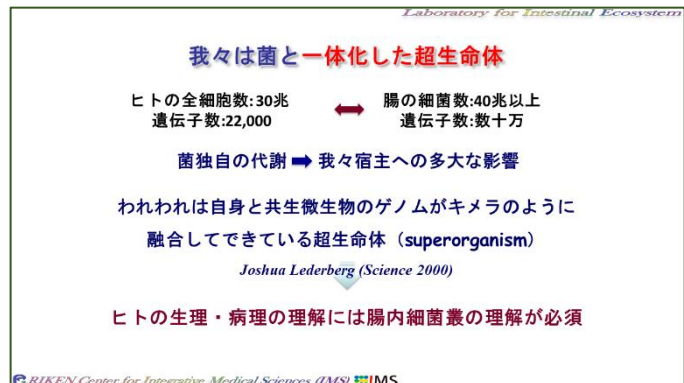 Laboratory for Intestinal Ecosystem
我々は菌と一体化した超生命体
ヒトの全細胞数:30兆
遺伝子数:22,000
腸の細菌数:40兆以上
遺伝子数:数十万
菌独自の代謝 ➡ 我々宿主への多大な影響
われわれは自身と共生微生物のゲノムがキメラのように
融合してできている超生命体（superorganism）
Joshua Lederberg (Science 2000)
ヒトの生理・病理の理解には腸内細菌叢の理解が必須
RIKEN Center for Integrative Medical Sciences (IMS) IMS